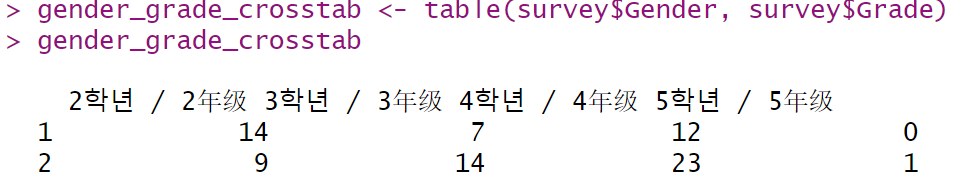 > gender_grade_crosstab <- table(survey$Gender, survey$Grade)
> gender_grade_crosstab
2학년 / 2年级 3학년 / 3年级 4학년 / 4年级 5학년 / 5年级
1 14 7 12 0
2 9 14 23 1